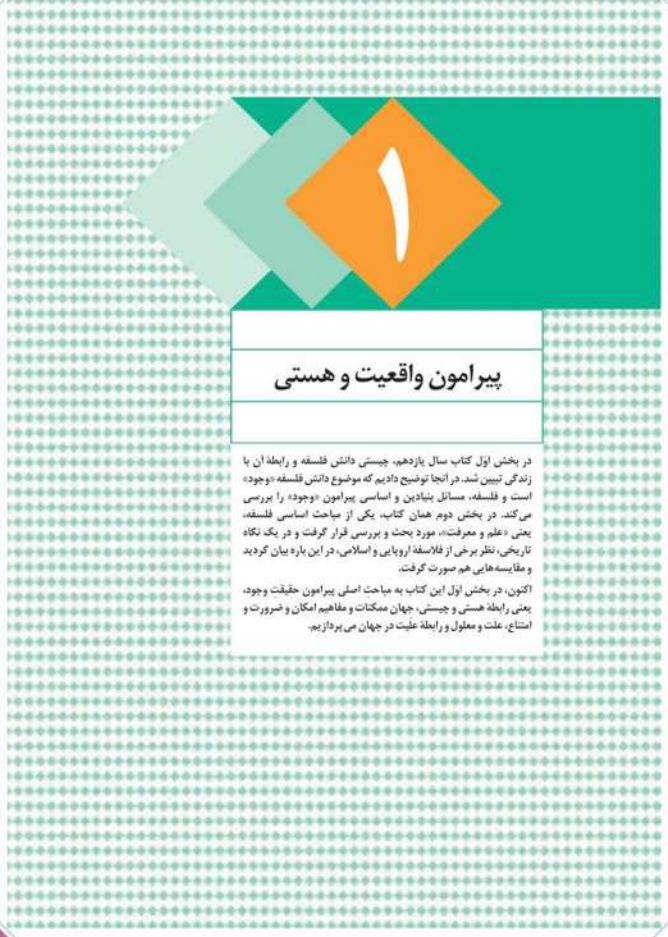 ۱
پیرامون واقعیت و هستی
در بخش اوّل کتاب سال یازدهم، چیستی دانش فلسفه و رابطهٔ آن با
زندگی تبیین شد. در آنجا توضیح دادیم که موضوع دانش فلسفه «وجود»
است و فلسفه، مسائل بنیادین و اساسی پیرامون «وجود» را بررسی
می‌کند. در بخش دوم همان کتاب، یکی از مباحث اساسی فلسفه،
یعنی «علم و معرفت»، مورد بحث و بررسی قرار گرفت و در یک نگاه
تاریخی، نظر برخی از فلاسفهٔ اروپایی و اسلامی، در این باره بیان گردید
و مقایسه‌هایی هم صورت گرفت.
اکنون، در بخش اوّل این کتاب به مباحث اصلی پیرامون حقیقت وجود،
یعنی رابطهٔ هستی و چیستی، جهان ممکنات و مفاهیم امکان و ضرورت و
امتناع، علت و معلول و رابطهٔ علّیت در جهان می‌پردازیم.